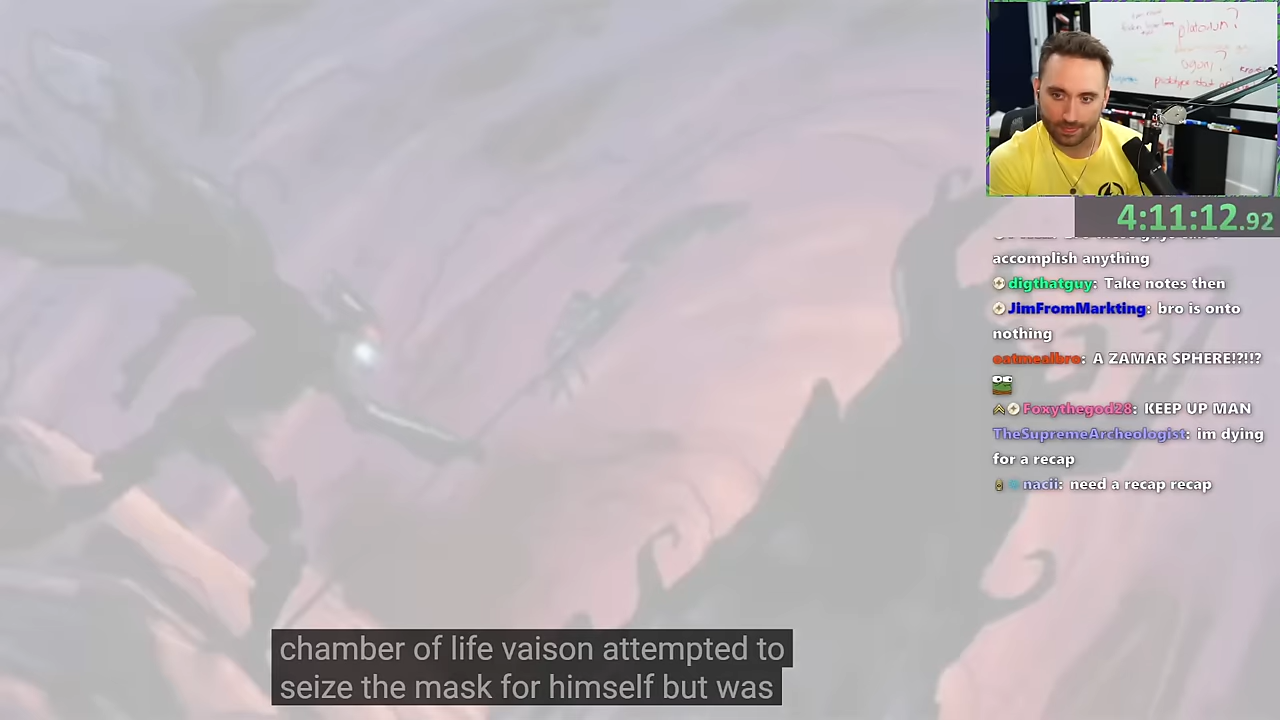 platoon?
?
4:11:12.92
accomplish anything
digthatguy: Take notes then
JimFromMarkting: bro is onto
nothing
oatmealbro: A ZAMAR SPHERE!?!?
Foxythegod28: KEEP UP MAN
TheSupremeArcheologist: im dying
for a recap
nacii: need a recap recap
chamber of life vaison attempted to
seize the mask for himself but was